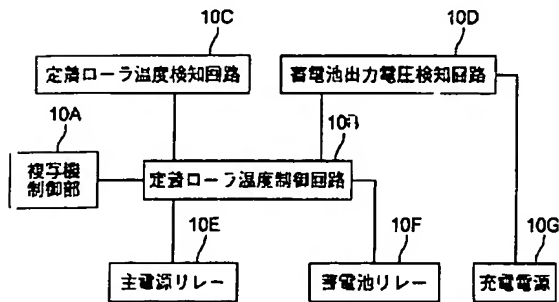 10C
10D
定着ローラ温度検知回路
蓄電池出力電圧検知回路
10A
10B
複写機
制御部
定着ローラ温度制御回路
10E
10F
10G
主電源リレー
蓄電池リレー
充電電源